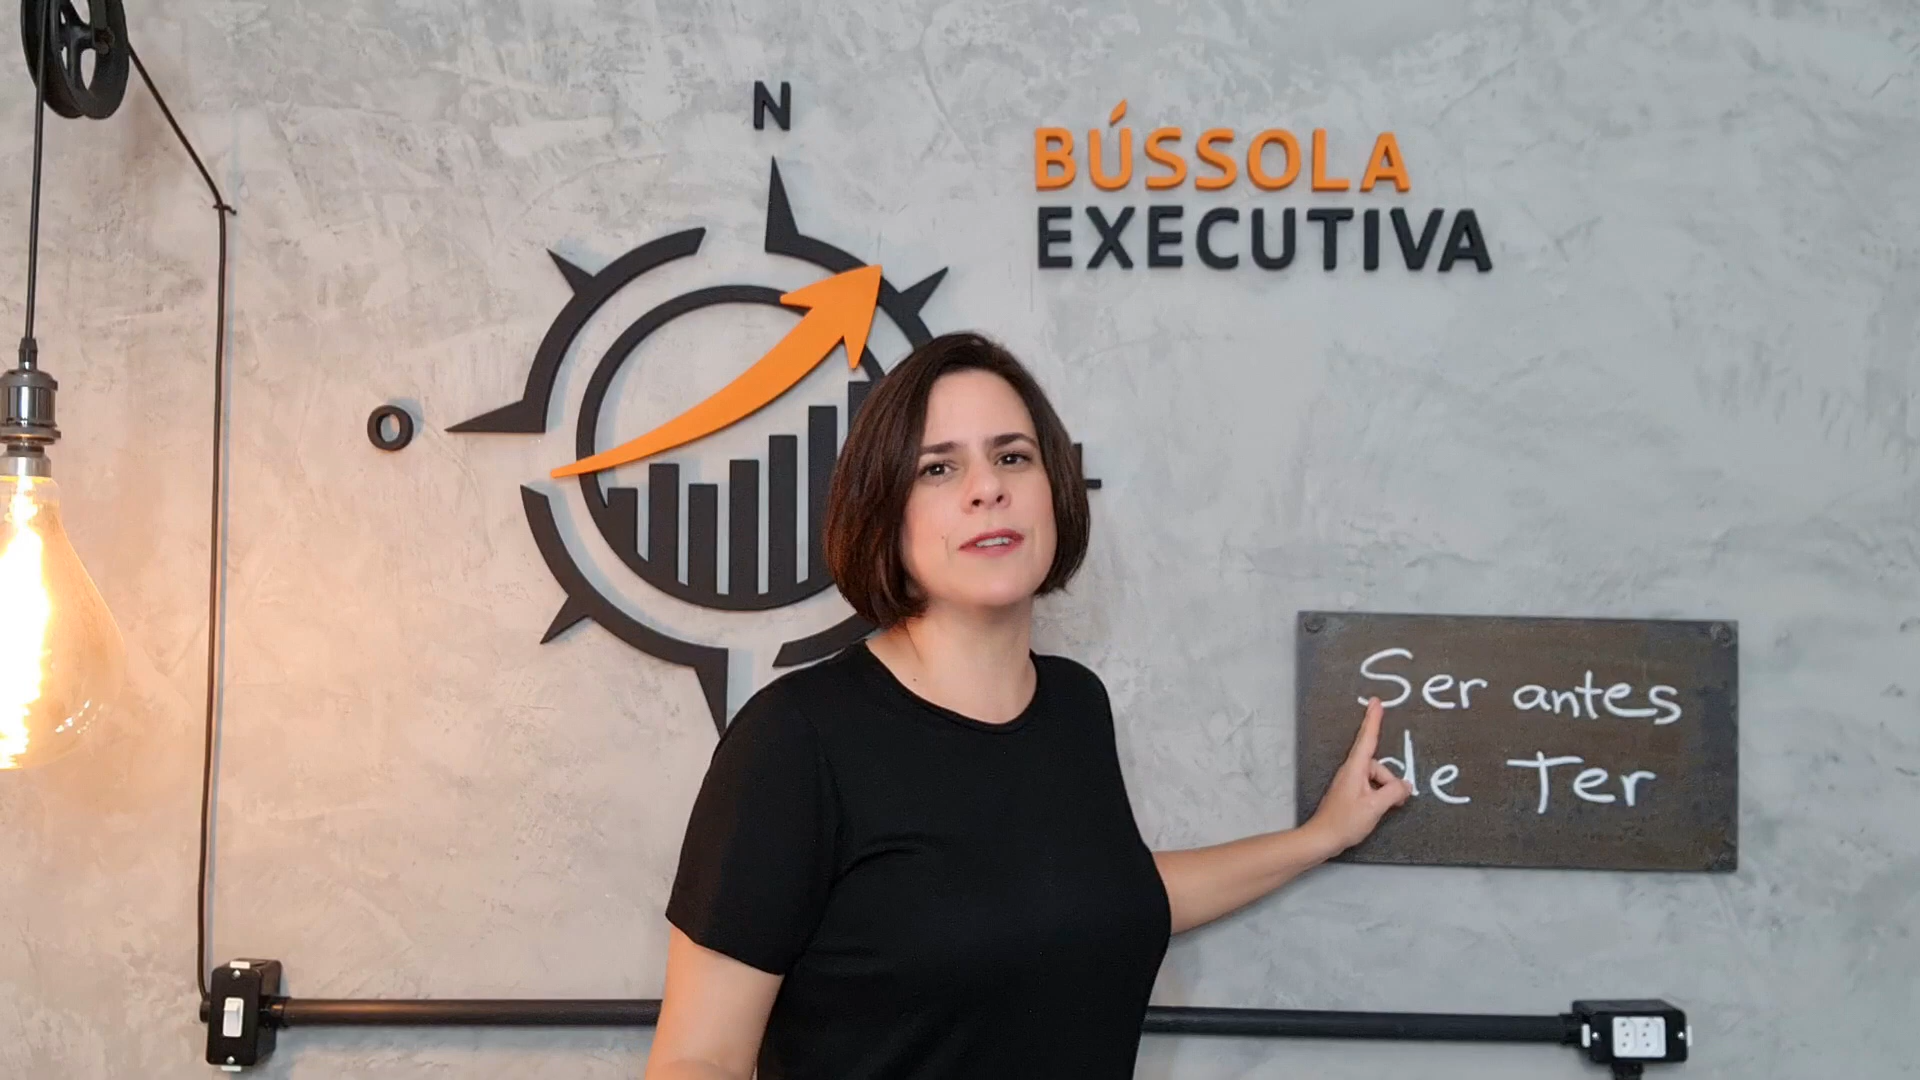 N
BÚSSOLA
EXECUTIVA
O
Ser antes
de Ter